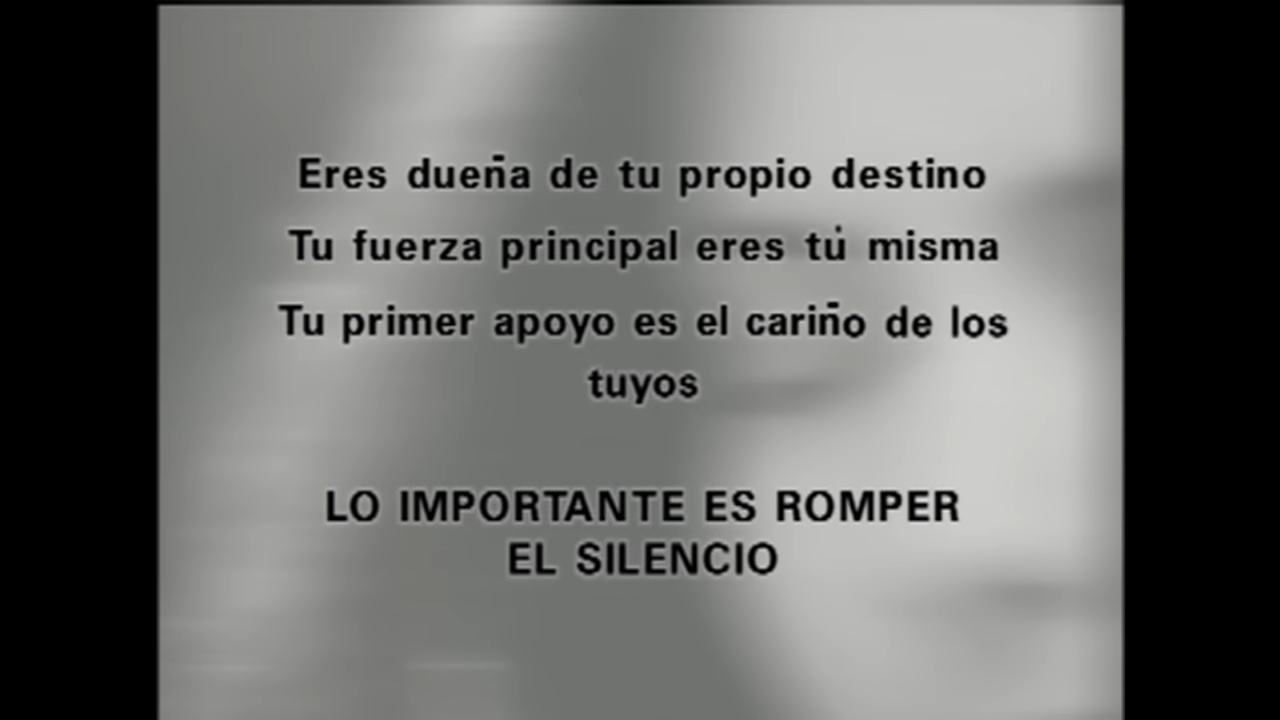 Eres dueña de tu propio destino
Tu fuerza principal eres tú misma
Tu primer apoyo es el cariño de los
tuyos
LO IMPORTANTE ES ROMPER
EL SILENCIO